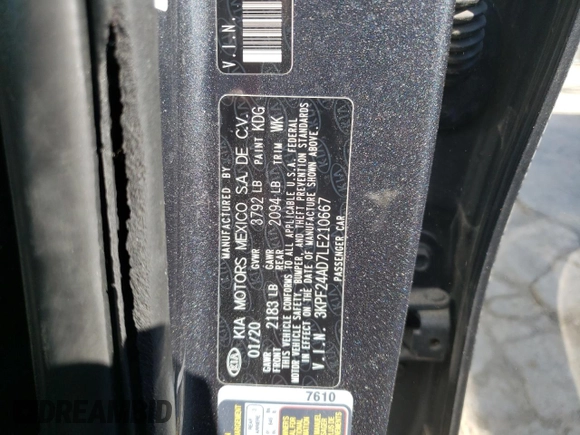 V.I.N.
MANUFACTURED BY
KIA MOTORS MEXICO S.A. DE C.V.
01/20 GVWR 3792 LB PAINT KDG
GAWR FRONT 2183 LB GAWR REAR 2094 LB TRIM WK
THIS VEHICLE CONFORMS TO ALL APPLICABLE U.S.A. FEDERAL
MOTOR VEHICLE SAFETY, BUMPER, AND THEFT PREVENTION STANDARDS
IN EFFECT ON THE DATE OF MANUFACTURE SHOWN ABOVE.
V.I.N. 3KPF24AD7LE210667
PASSENGER CAR
KIA
7610
DREAMBID